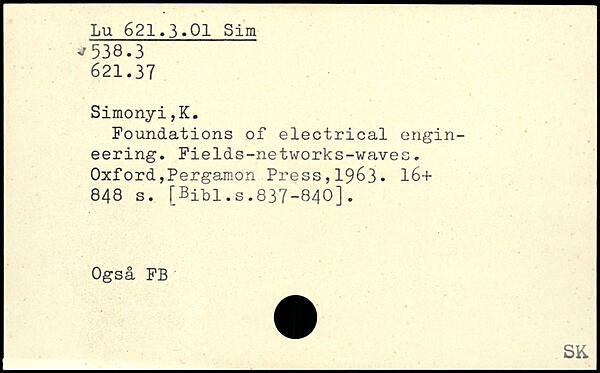 Lu 621.3.01 Sim
538.3
621.37
Simonyi,K.
Foundations of electrical engin-
eering. Fields-networks-waves.
Oxford,Pergamon Press,1963. 16+
848 s. [Bibl.s.837-840].
Også FB
SK